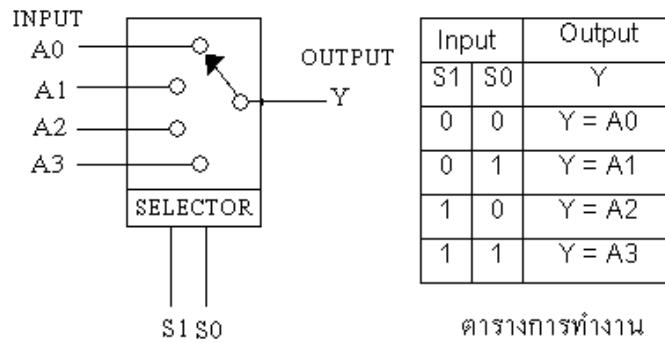 INPUT
A0
A1
A2
A3
OUTPUT
Y
SELECTOR
S1 S0
Input Output
S1 S0 Y
0 0 Y = A0
0 1 Y = A1
1 0 Y = A2
1 1 Y = A3
ตารางการทำงาน